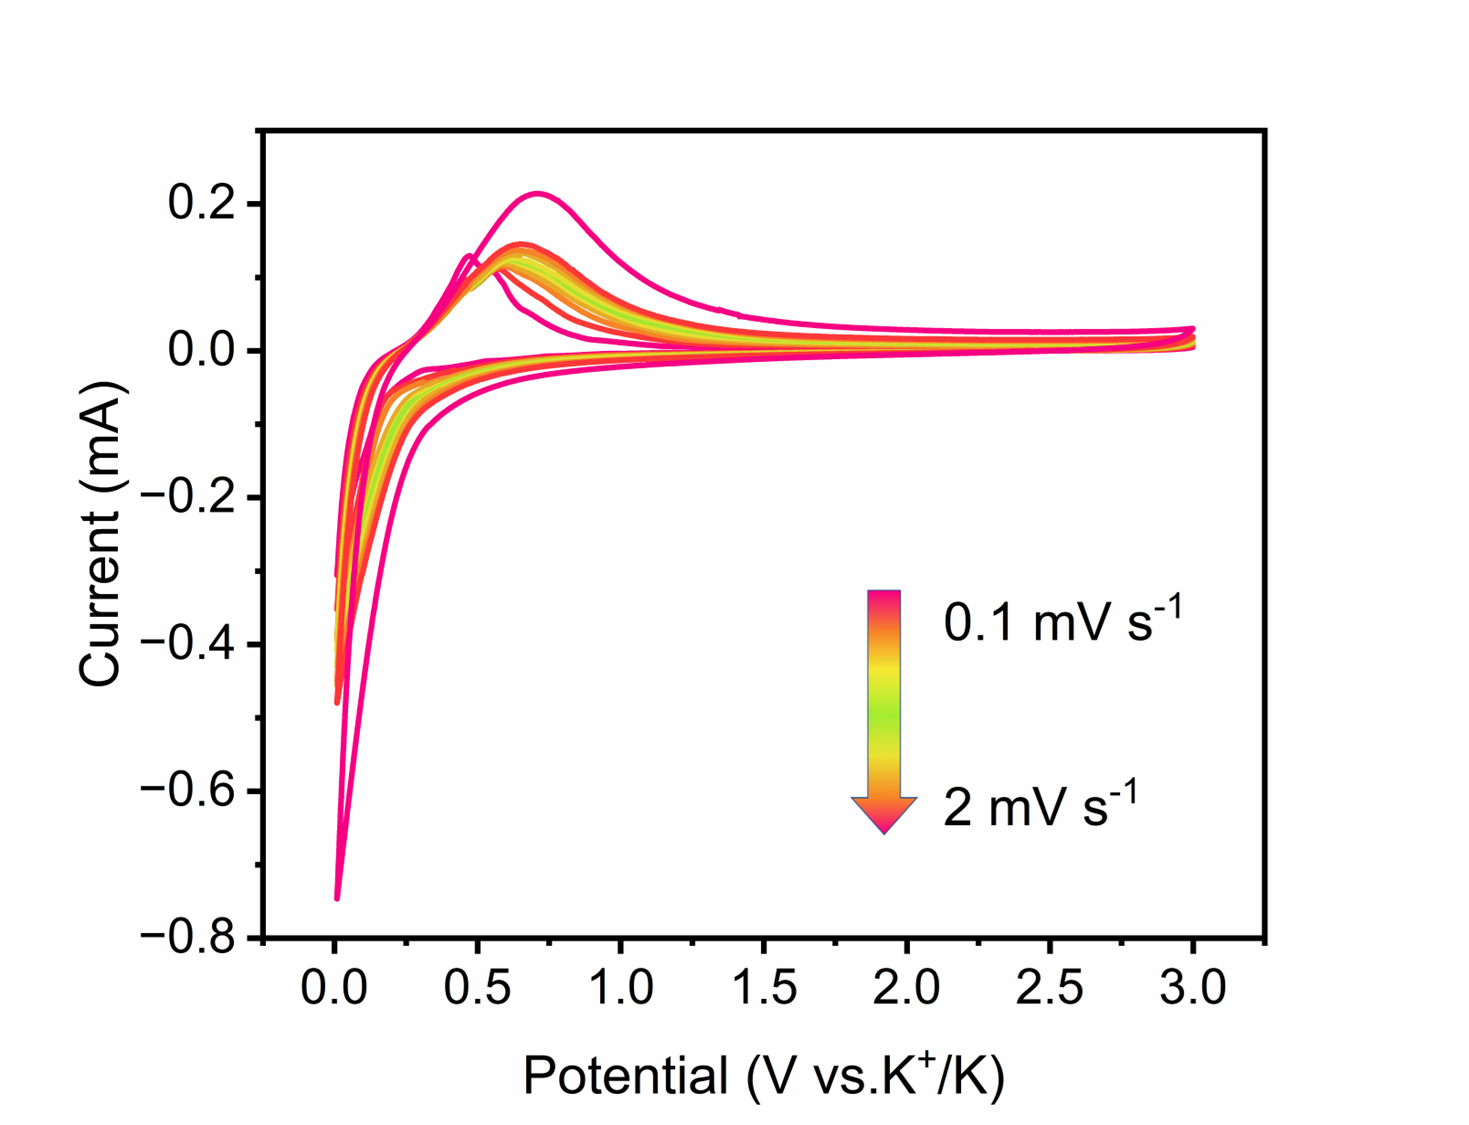 0.2
0.0
−0.2
−0.4
−0.6
−0.8
Current (mA)
0.1 mV s⁻¹
2 mV s⁻¹
0.0 0.5 1.0 1.5 2.0 2.5 3.0
Potential (V vs.K⁺/K)